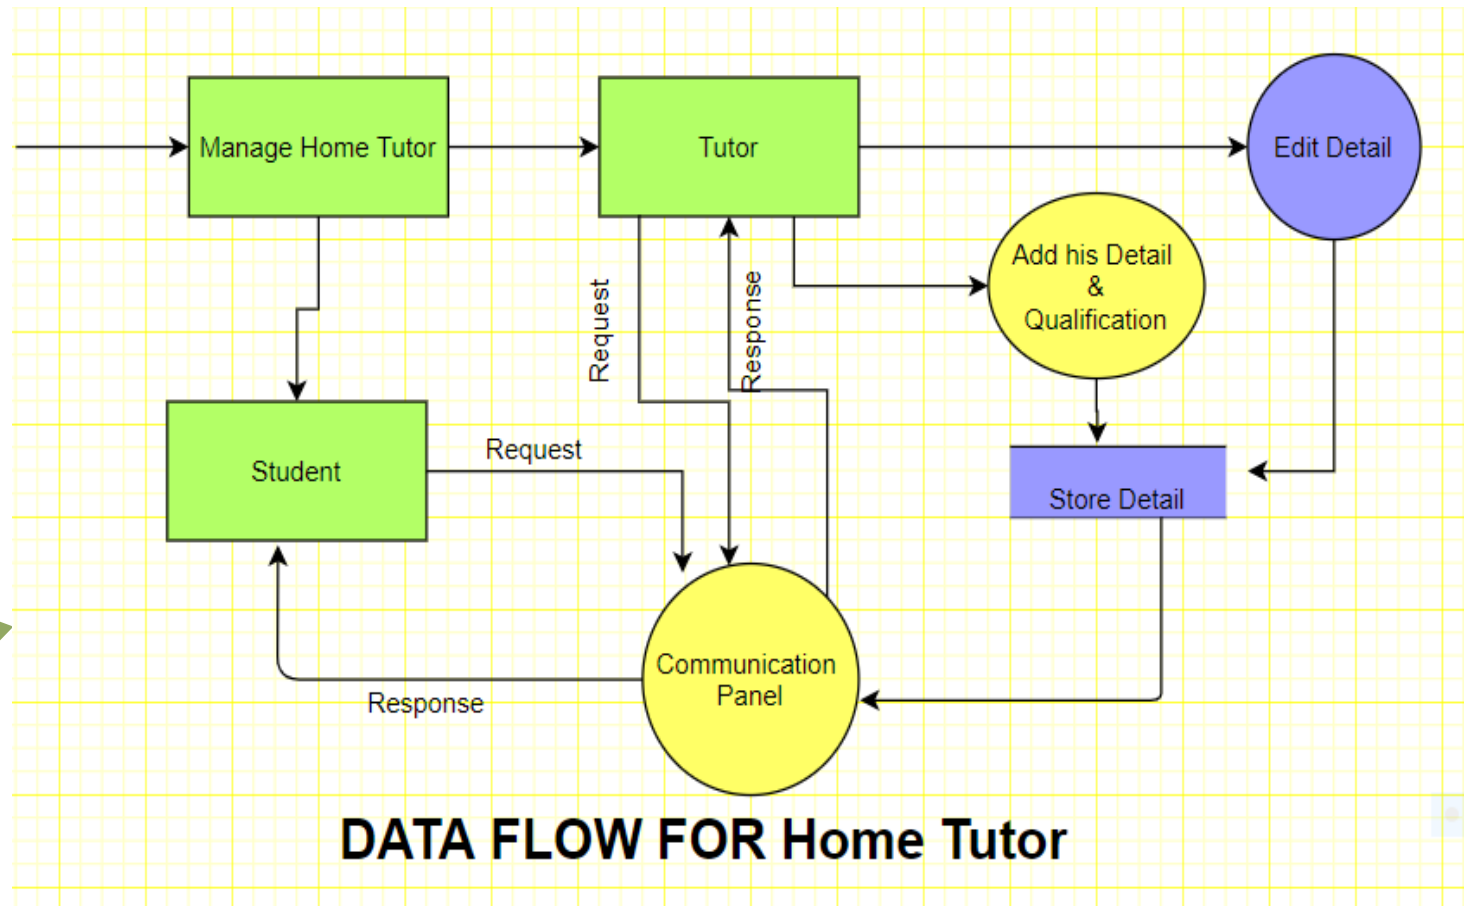 Manage Home Tutor
Tutor
Edit Detail
Add his Detail
&
Qualification
Request
Response
Student
Request
Store Detail
Communication
Panel
Response
DATA FLOW FOR Home Tutor